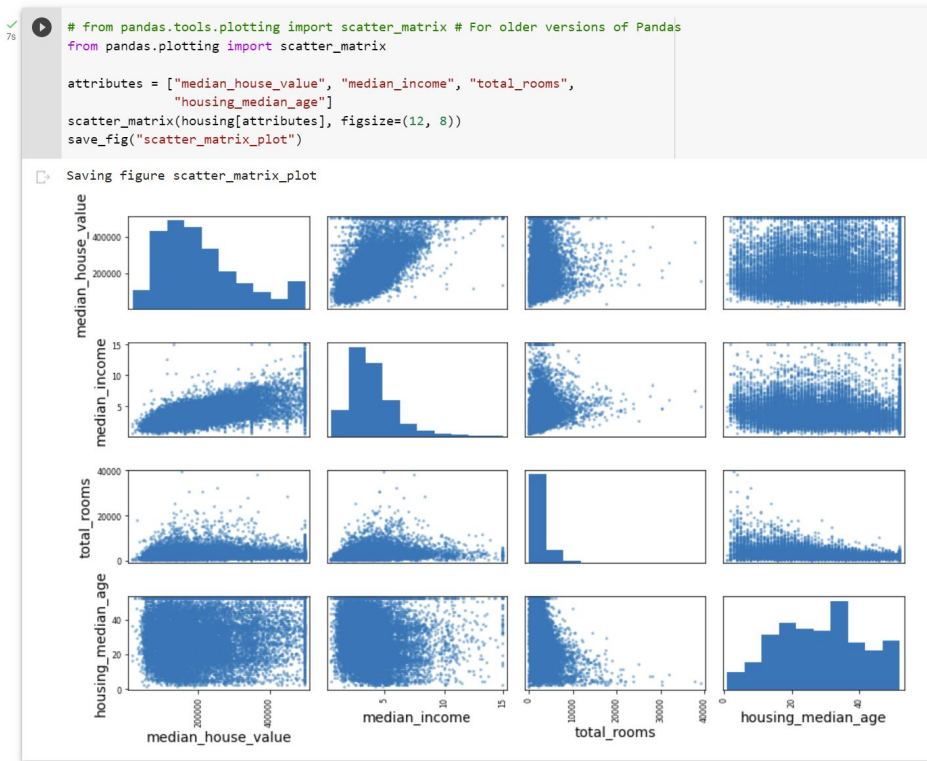 7s
# from pandas.tools.plotting import scatter_matrix # For older versions of Pandas
from pandas.plotting import scatter_matrix
attributes = ["median_house_value", "median_income", "total_rooms",
"housing_median_age"]
scatter_matrix(housing[attributes], figsize=(12, 8))
save_fig("scatter_matrix_plot")
Saving figure scatter_matrix_plot
median_house_value
400000
200000
median_income
15
10
5
total_rooms
40000
20000
0
housing_median_age
40
20
0
200000
400000
median_house_value
5
10
15
median_income
0
10000
20000
30000
40000
total_rooms
0
20
40
housing_median_age